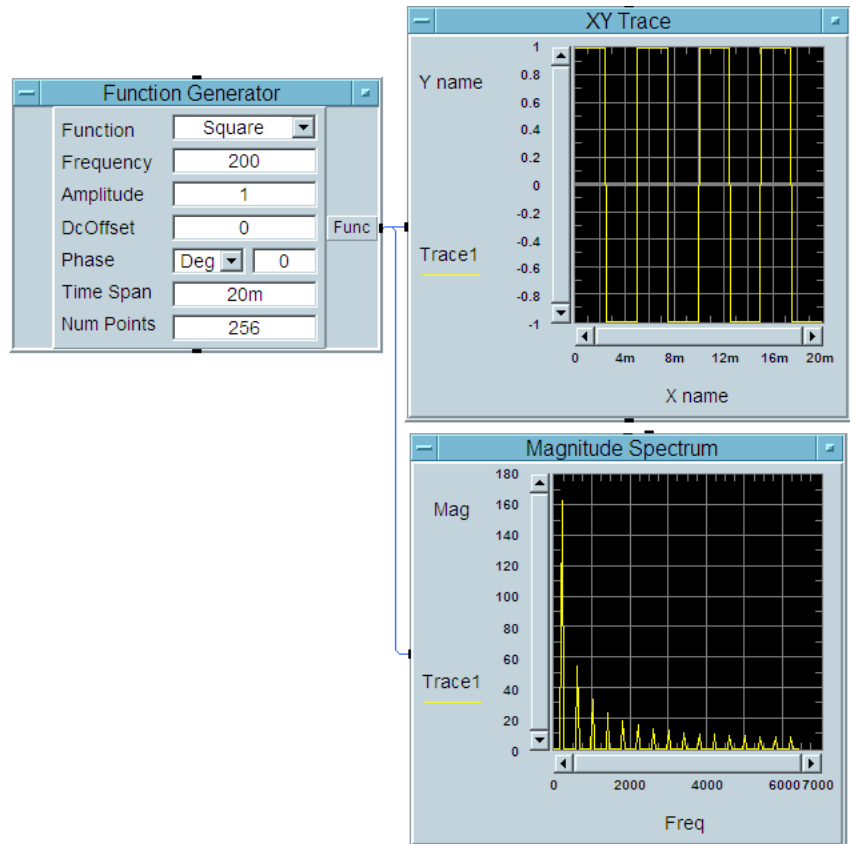 Function Generator
Function Square
Frequency 200
Amplitude 1
DcOffset 0
Phase Deg 0
Time Span 20m
Num Points 256
Func
XY Trace
Y name
Trace1
1
0.8
0.6
0.4
0.2
0
-0.2
-0.4
-0.6
-0.8
-1
0 4m 8m 12m 16m 20m
X name
Magnitude Spectrum
Mag
Trace1
180
160
140
120
100
80
60
40
20
0
0 2000 4000 6000 7000
Freq